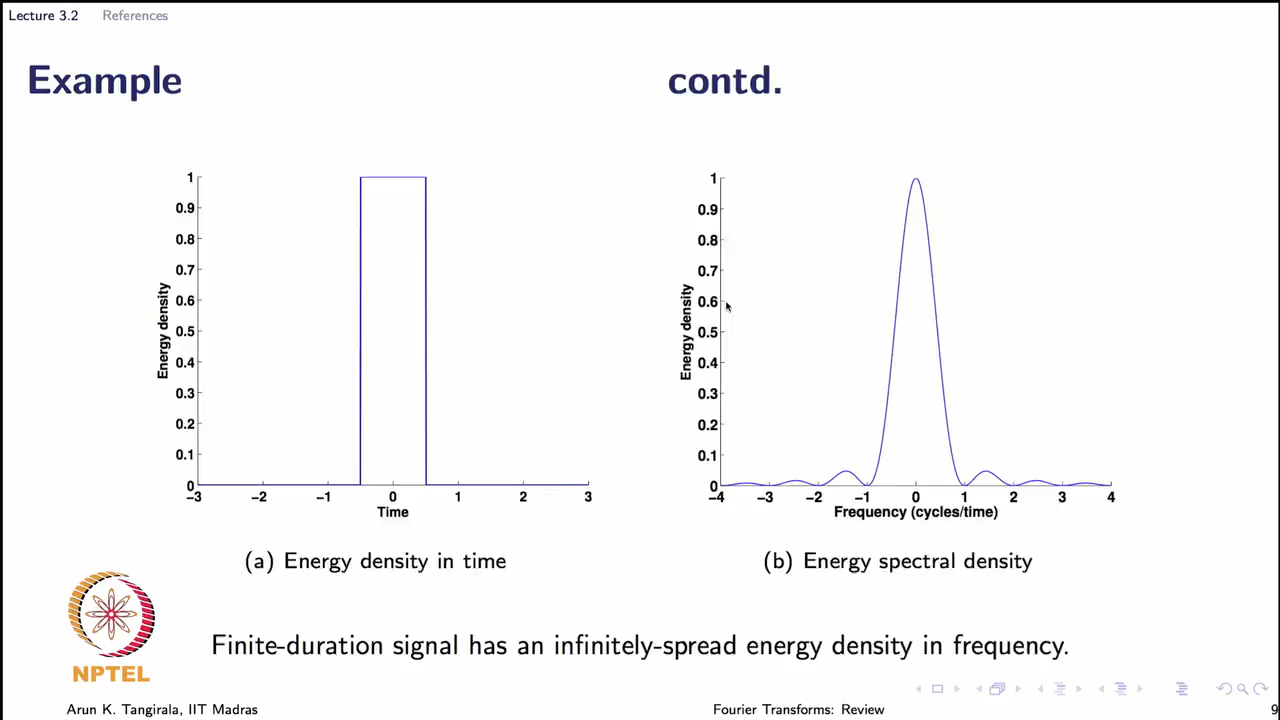 Lecture 3.2 References
Example contd.
1
0.9
0.8
0.7
0.6
0.5
0.4
0.3
0.2
0.1
0
Energy density
−3 −2 −1 0 1 2 3
Time
(a) Energy density in time
1
0.9
0.8
0.7
0.6
0.5
0.4
0.3
0.2
0.1
0
Energy density
−4 −3 −2 −1 0 1 2 3 4
Frequency (cycles/time)
(b) Energy spectral density
Finite-duration signal has an infinitely-spread energy density in frequency.
NPTEL
Arun K. Tangirala, IIT Madras Fourier Transforms: Review 9